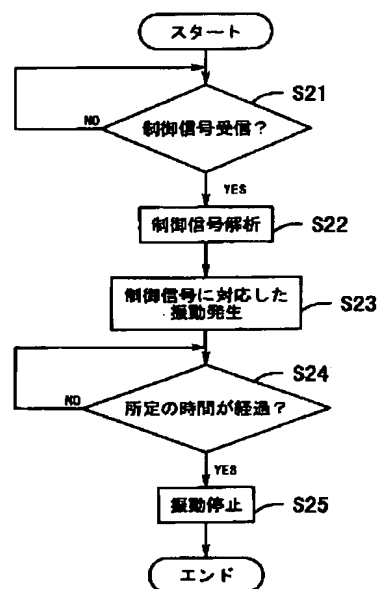 スタート
S21
制御信号受信?
NO
YES
制御信号解析
S22
制御信号に対応した
振動発生
S23
S24
所定の時間が経過?
NO
YES
振動停止
S25
エンド